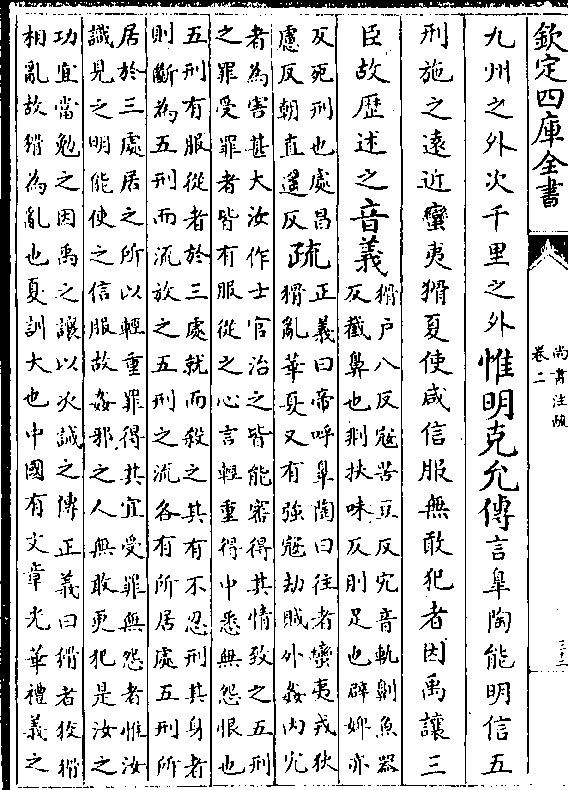 欽定四庫全書
尚書注疏
卷二
九州之外次千里之外惟明克允傳言皐陶能明信五
刑施之遠近蠻夷猾夏使咸信服無敢犯者因禹讓三
臣故歷述之音義
猾户八反冦苦豆反宄音軌劓魚器
反截鼻也剕扶味反刖足也辟婢亦
反死刑也處昌
慮反朝直遥反
疏
正義曰帝呼皐陶曰往者蠻夷戎狄
猾亂華夏又有強冦劫賊外姦内宄
者為害甚大汝作士官治之皆能審得其情致之五刑
之罪受罪者皆有服從之心言輕重得中悉無怨恨也
五刑有服從者於三處就而殺之其有不忍刑其身者
則斷為五刑而流放之五刑之流各有所居處五刑所
居於三處居之所以輕重罪得其宜受罪無怨者惟汝
識見之明能使之信服故姦邪之人無敢更犯是汝之
功宜當勉之因禹之讓以次誡之傳正義曰猾者狡猾
相亂故猾為亂也夏訓大也中國有文章光華禮義之